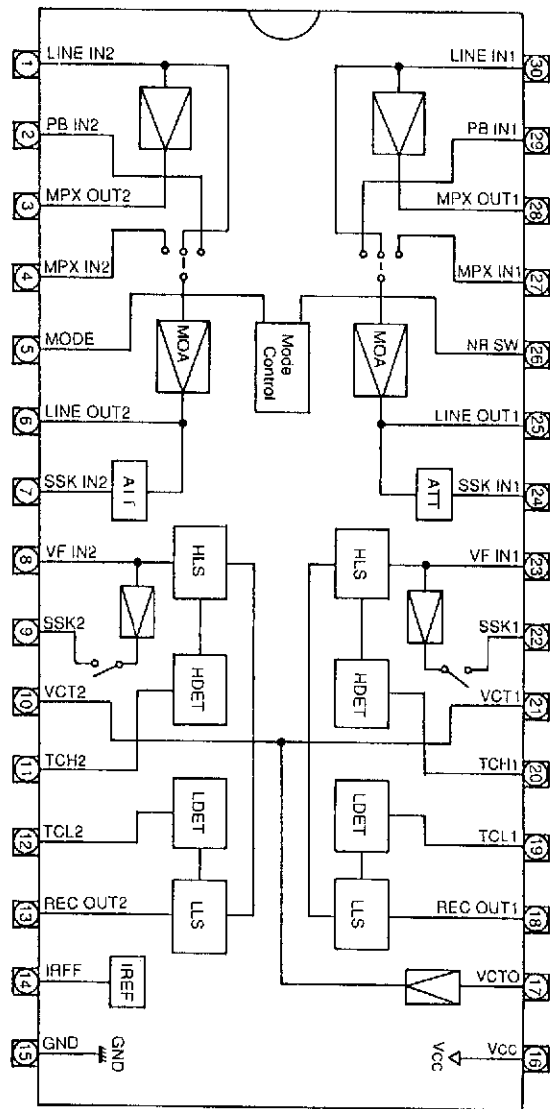 1 LINE IN2
LINE IN1 30
2 PB IN2
PB IN1 29
3 MPX OUT2
MPX OUT1 28
4 MPX IN2
MPX IN1 27
5 MODE
MOA
Mode
Control
MOA
NR SW 26
6 LINE OUT2
LINE OUT1 25
7 SSK IN2
ATT
ATT
SSK IN1 24
8 VF IN2
HLS
HLS
VF IN1 23
9 SSK2
SSK1 22
10 VCT2
HDET
HDET
VCT1 21
11 TCH2
TCH1 20
12 TCL2
LDET
LDET
TCL1 19
13 REC OUT2
LLS
LLS
REC OUT1 18
14 IRFF
IREF
VCTO 17
15 GND
GND
VCC
VCC 16